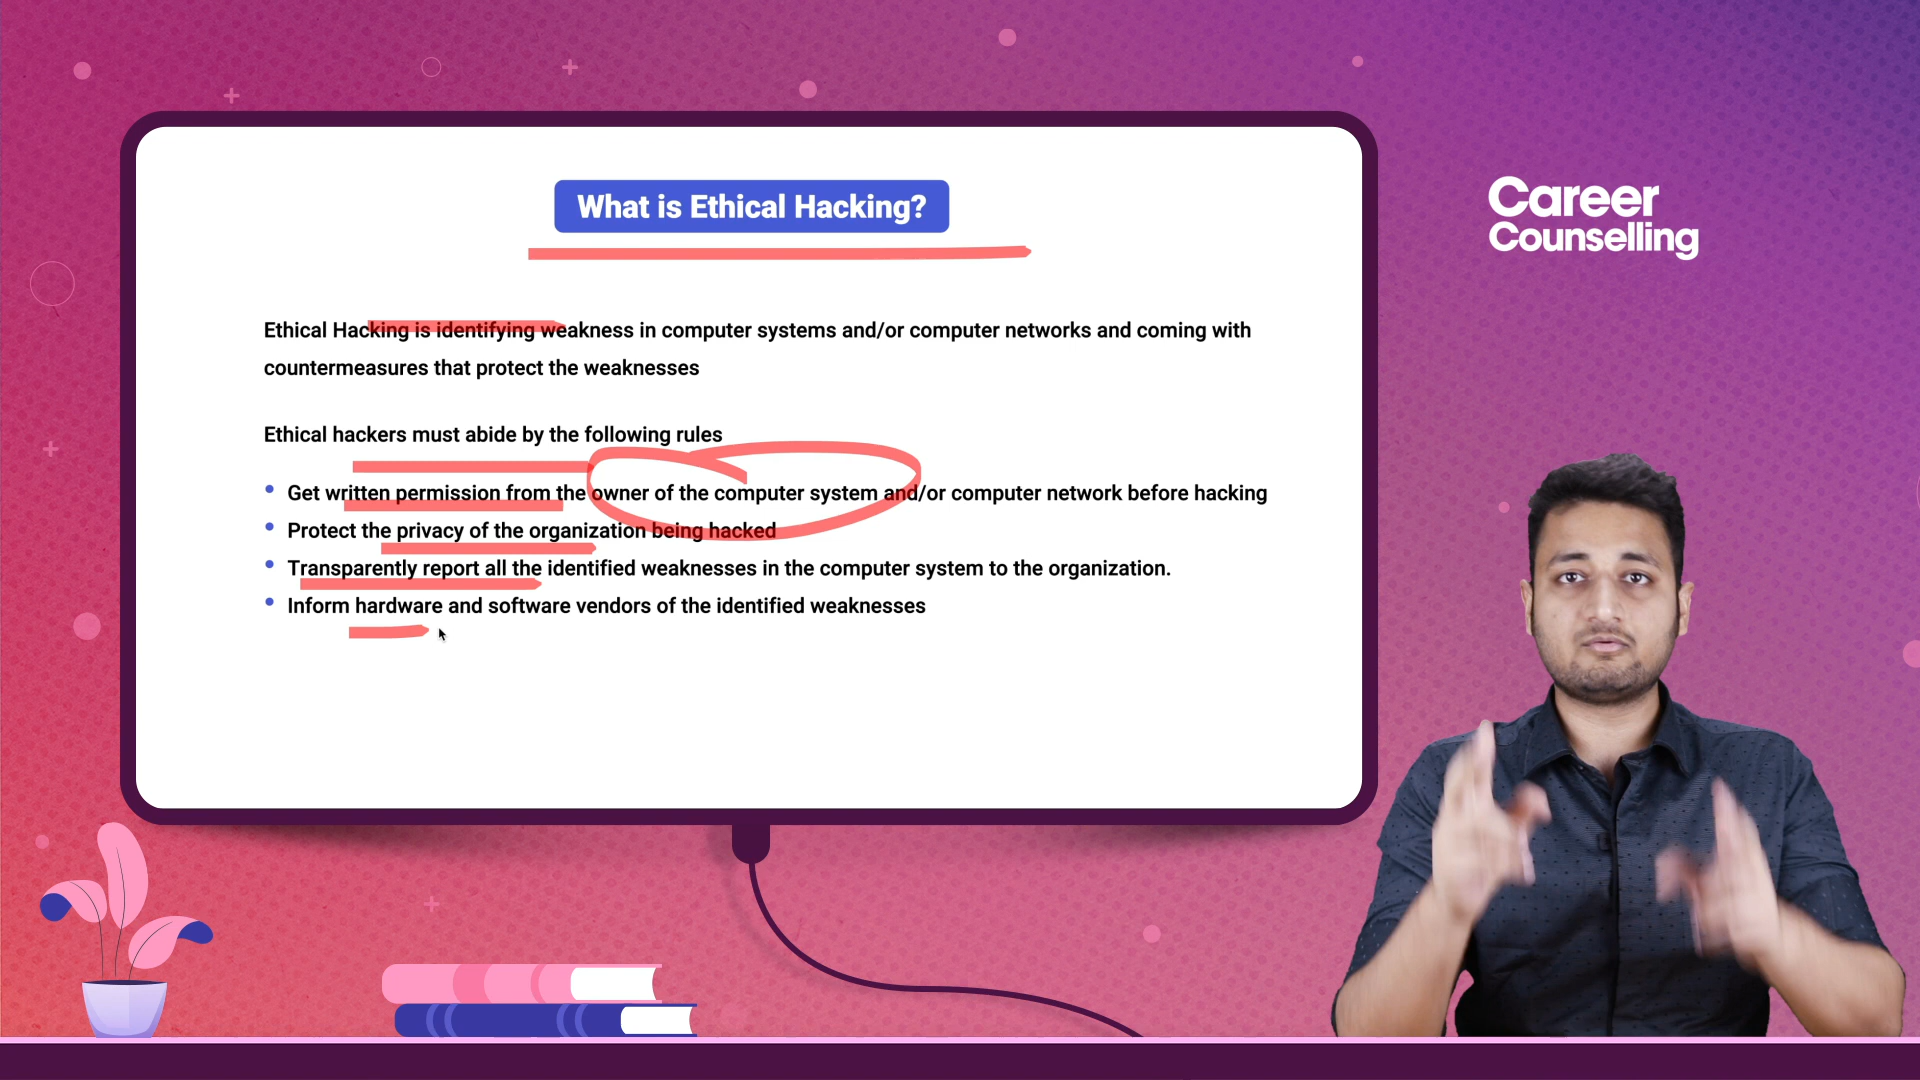 What is Ethical Hacking?
Career
Counselling
Ethical Hacking is identifying weakness in computer systems and/or computer networks and coming with
countermeasures that protect the weaknesses
Ethical hackers must abide by the following rules
Get written permission from the owner of the computer system and/or computer network before hacking
Protect the privacy of the organization being hacked
Transparently report all the identified weaknesses in the computer system to the organization.
Inform hardware and software vendors of the identified weaknesses